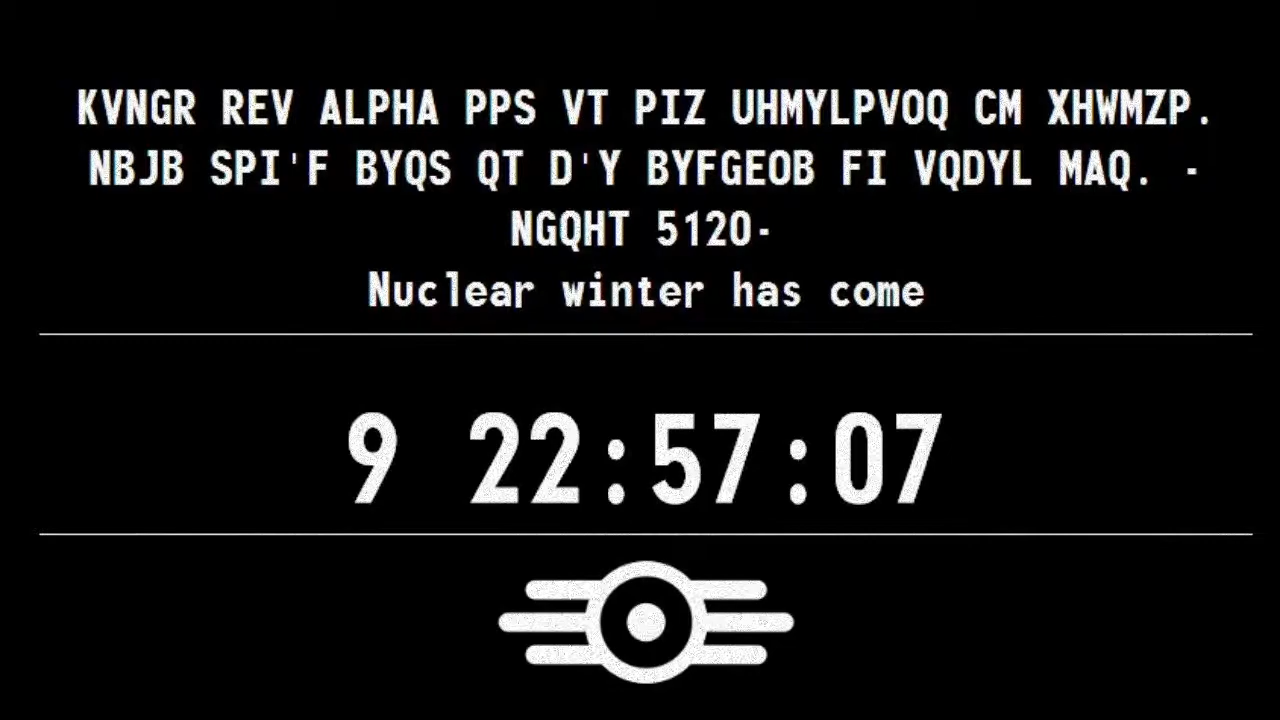 KVNGR REV ALPHA PPS VT PIZ UHMYLPVOQ CM XHWMZP.
NBJB SPI'F BYQS QT D'Y BYFGEOB FI VQDYL MAQ. -
NGQHT 5120-
Nuclear winter has come
9 22:57:07